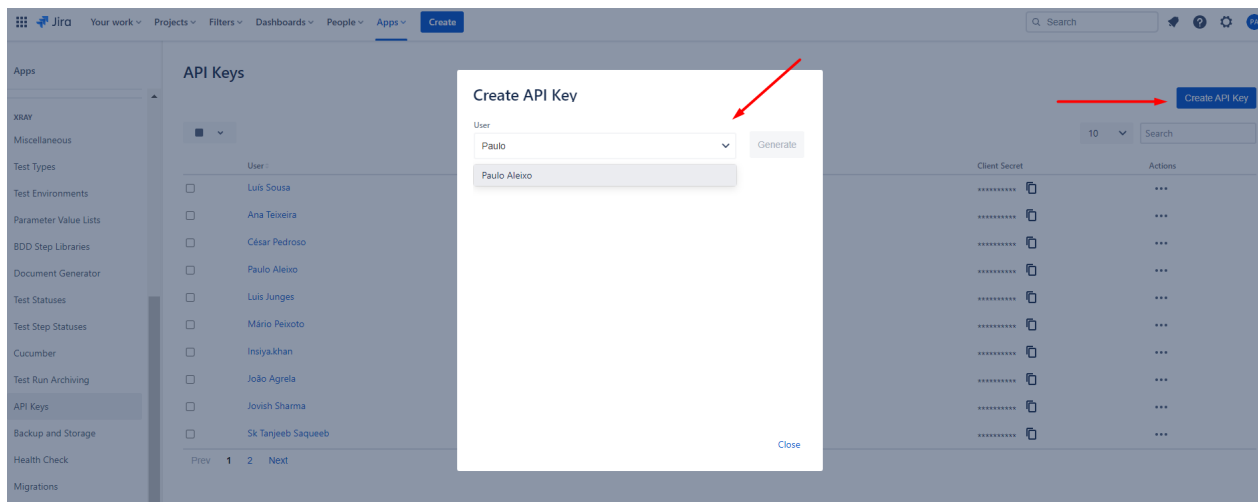 Jira Your work Projects Filters Dashboards People Apps Create Search PA
Apps
XRAY
Miscellaneous
Test Types
Test Environments
Parameter Value Lists
BDD Step Libraries
Document Generator
Test Statuses
Test Step Statuses
Cucumber
Test Run Archiving
API Keys
Backup and Storage
Health Check
Migrations
API Keys
Create API Key
10 Search
User Client Secret Actions
Luís Sousa ********** •••
Ana Teixeira ********** •••
César Pedroso ********** •••
Paulo Aleixo ********** •••
Luis Junges ********** •••
Mário Peixoto ********** •••
Insiya.khan ********** •••
João Agrela ********** •••
Jovish Sharma ********** •••
Sk Tanjeeb Saqueeb ********** •••
Prev 1 2 Next
Create API Key
User
Paulo Generate
Paulo Aleixo
Close